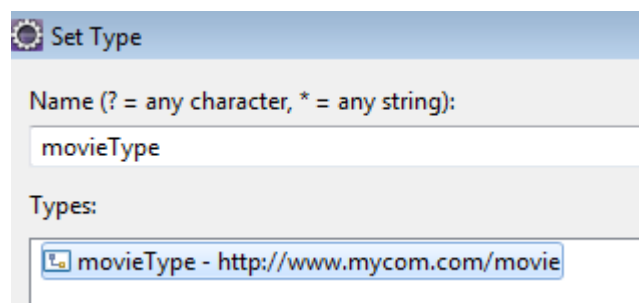 Set Type
Name (? = any character, * = any string):
movieType
Types:
movieType - http://www.mycom.com/movie